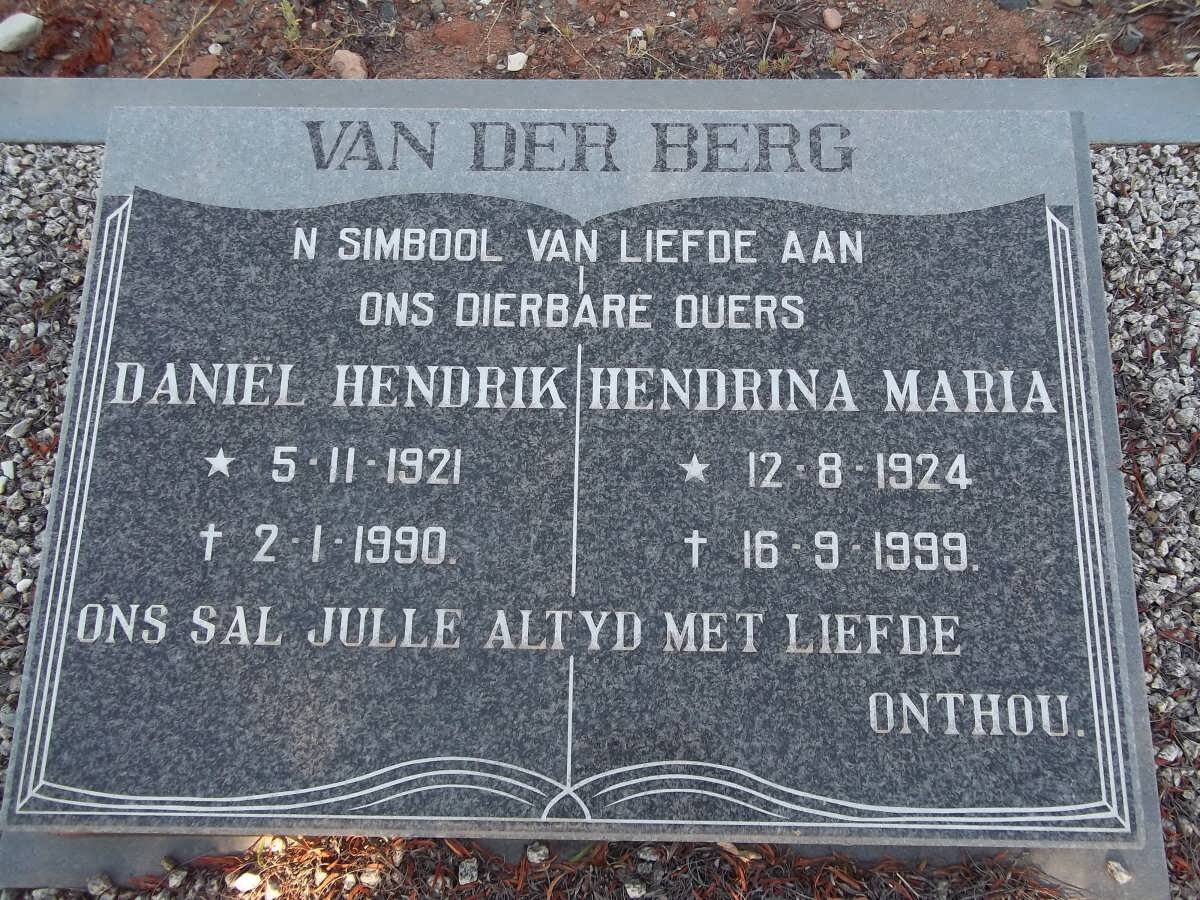 VAN DER BERG
N SIMBOOL VAN LIEFDE AAN
ONS DIERBARE OUERS
DANIËL HENDRIK HENDRINA MARIA
★ 5-11-1921 ★ 12-8-1924
† 2-1-1990. † 16-9-1999.
ONS SAL JULLE ALTYD MET LIEFDE
ONTHOU.